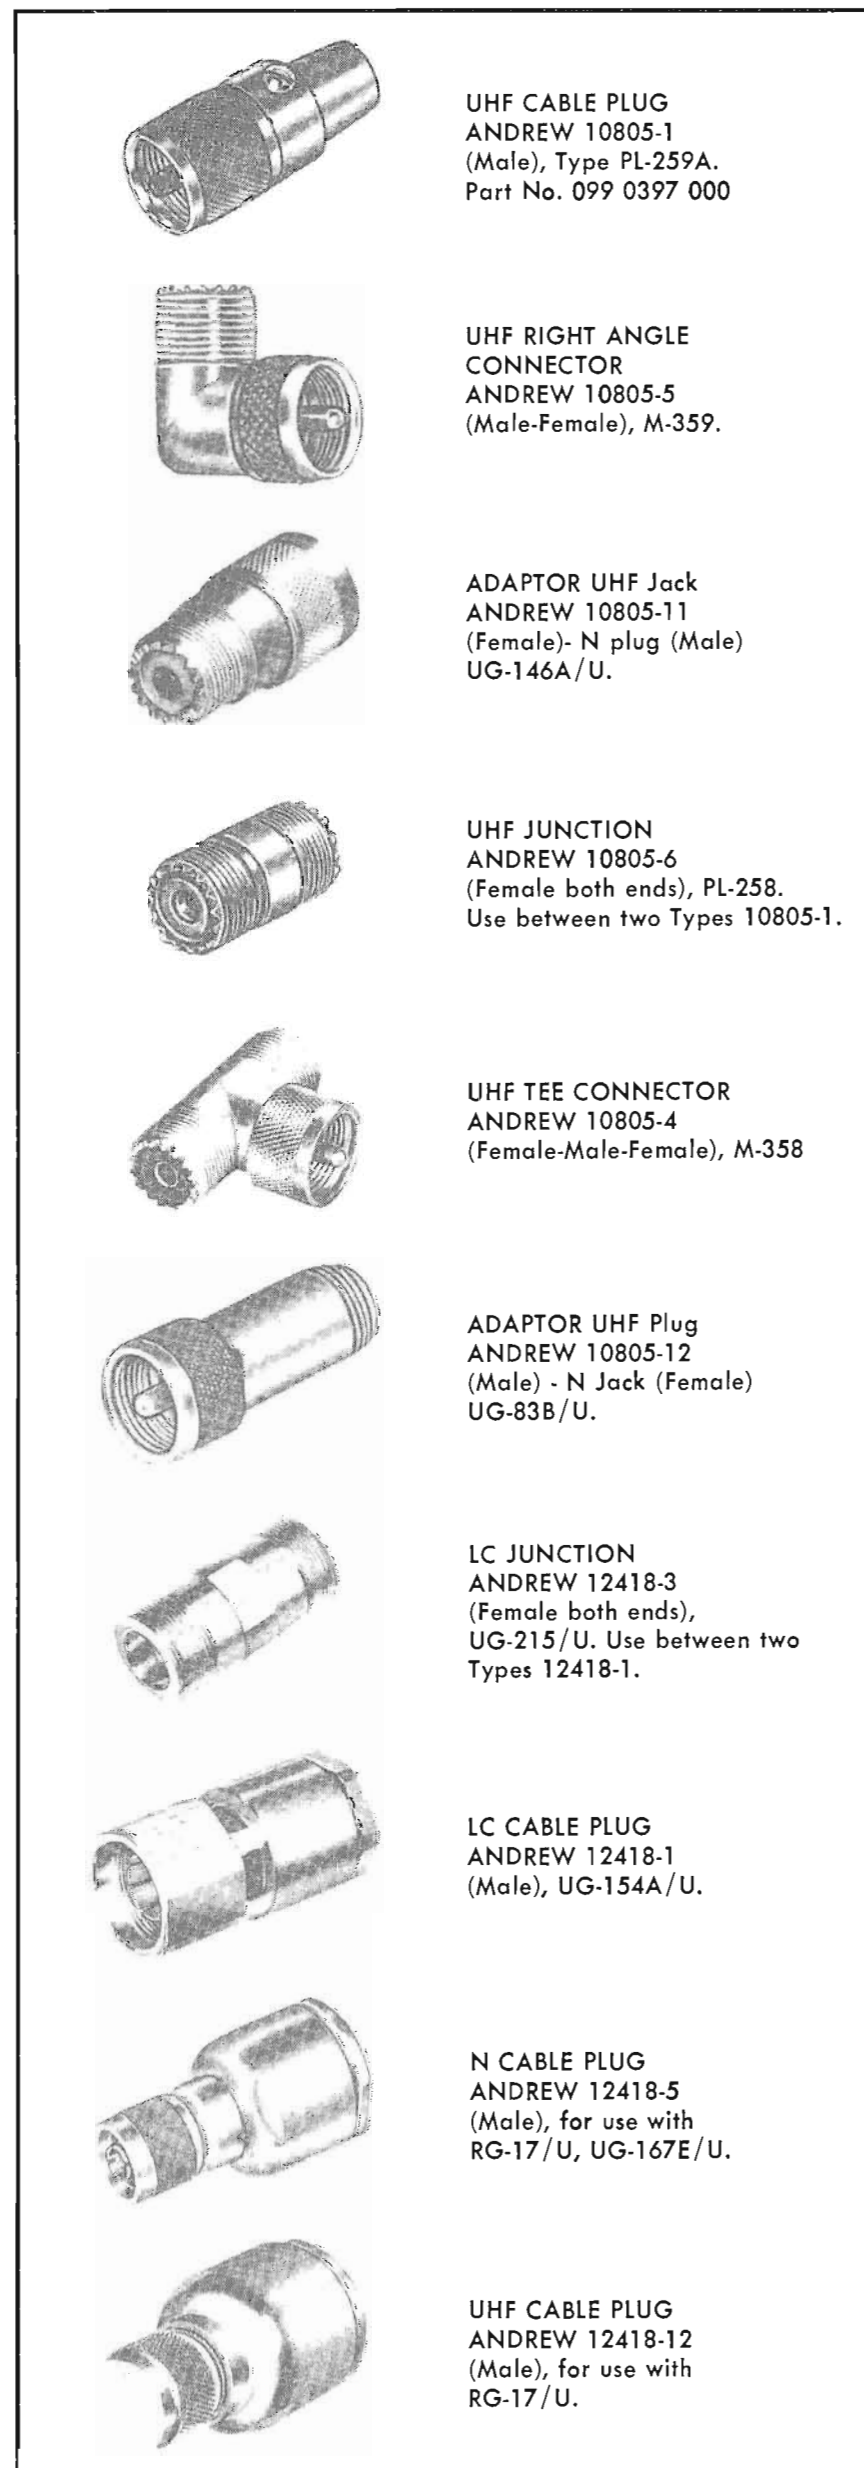 UHF CABLE PLUG
ANDREW 10805-1
(Male), Type PL-259A.
Part No. 099 0397 000
UHF RIGHT ANGLE
CONNECTOR
ANDREW 10805-5
(Male-Female), M-359.
ADAPTOR UHF Jack
ANDREW 10805-11
(Female)- N plug (Male)
UG-146A/U.
UHF JUNCTION
ANDREW 10805-6
(Female both ends), PL-258.
Use between two Types 10805-1.
UHF TEE CONNECTOR
ANDREW 10805-4
(Female-Male-Female), M-358
ADAPTOR UHF Plug
ANDREW 10805-12
(Male) - N Jack (Female)
UG-83B/U.
LC JUNCTION
ANDREW 12418-3
(Female both ends),
UG-215/U. Use between two
Types 12418-1.
LC CABLE PLUG
ANDREW 12418-1
(Male), UG-154A/U.
N CABLE PLUG
ANDREW 12418-5
(Male), for use with
RG-17/U, UG-167E/U.
UHF CABLE PLUG
ANDREW 12418-12
(Male), for use with
RG-17/U.